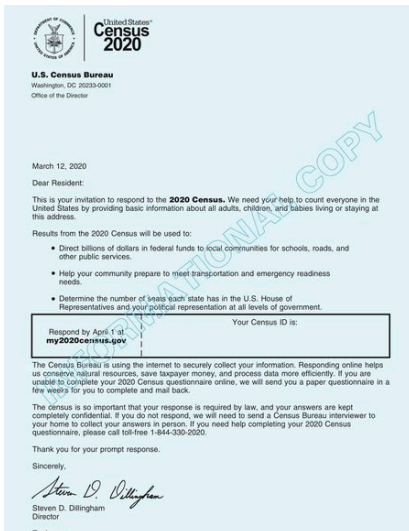 United States®
Census
2020
U.S. Census Bureau
Washington, DC 20233-0001
Office of the Director
March 12, 2020
Dear Resident:
This is your invitation to respond to the 2020 Census. We need your help to count everyone in the
United States by providing basic information about all adults, children, and babies living or staying at
this address.
Results from the 2020 Census will be used to:
• Direct billions of dollars in federal funds to local communities for schools, roads, and
other public services.
• Help your community prepare to meet transportation and emergency readiness
needs.
• Determine the number of seats each state has in the U.S. House of
Representatives and your political representation at all levels of government.
Respond by April 1 at
my2020census.gov
Your Census ID is:
The Census Bureau is using the internet to securely collect your information. Responding online helps
us conserve natural resources, save taxpayer money, and process data more efficiently. If you are
unable to complete your 2020 Census questionnaire online, we will send you a paper questionnaire in a
few weeks for you to complete and mail back.
The census is so important that your response is required by law, and your answers are kept
completely confidential. If you do not respond, we will need to send a Census Bureau interviewer to
your home to collect your answers in person. If you need help completing your 2020 Census
questionnaire, please call toll-free 1-844-330-2020.
Thank you for your prompt response.
Sincerely,
Steven D. Dillingham
Steven D. Dillingham
Director
INFORMATIONAL COPY